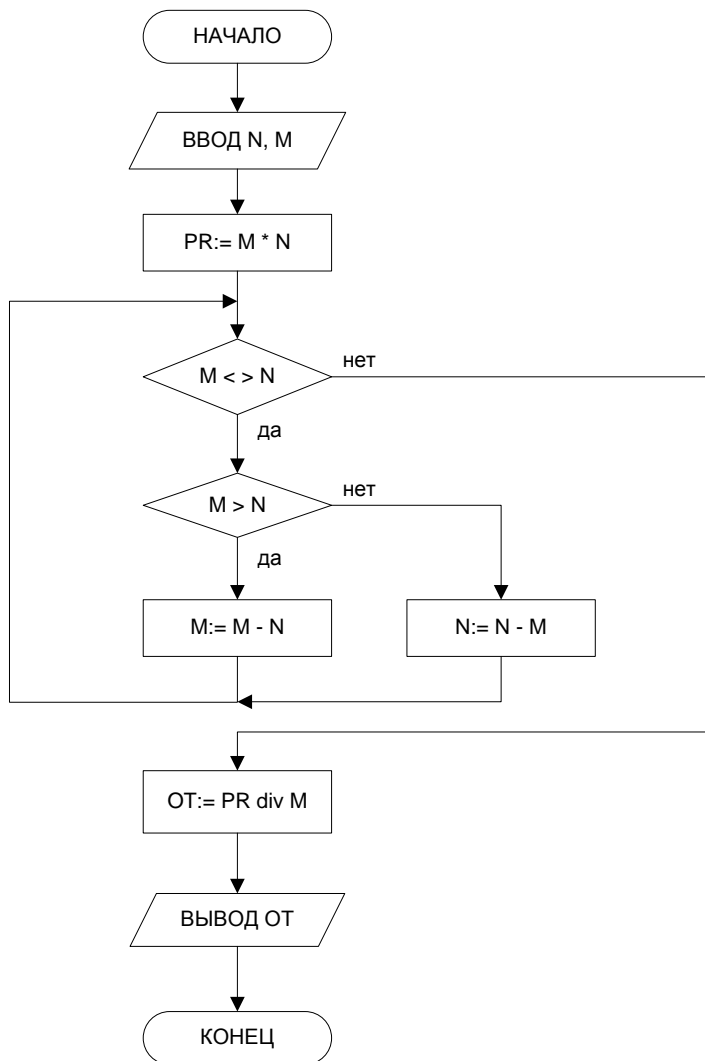 НАЧАЛО
ВВОД N, M
PR:= M * N
M < > N
нет
да
M > N
нет
да
M:= M - N
N:= N - M
OT:= PR div M
ВЫВОД OT
КОНЕЦ